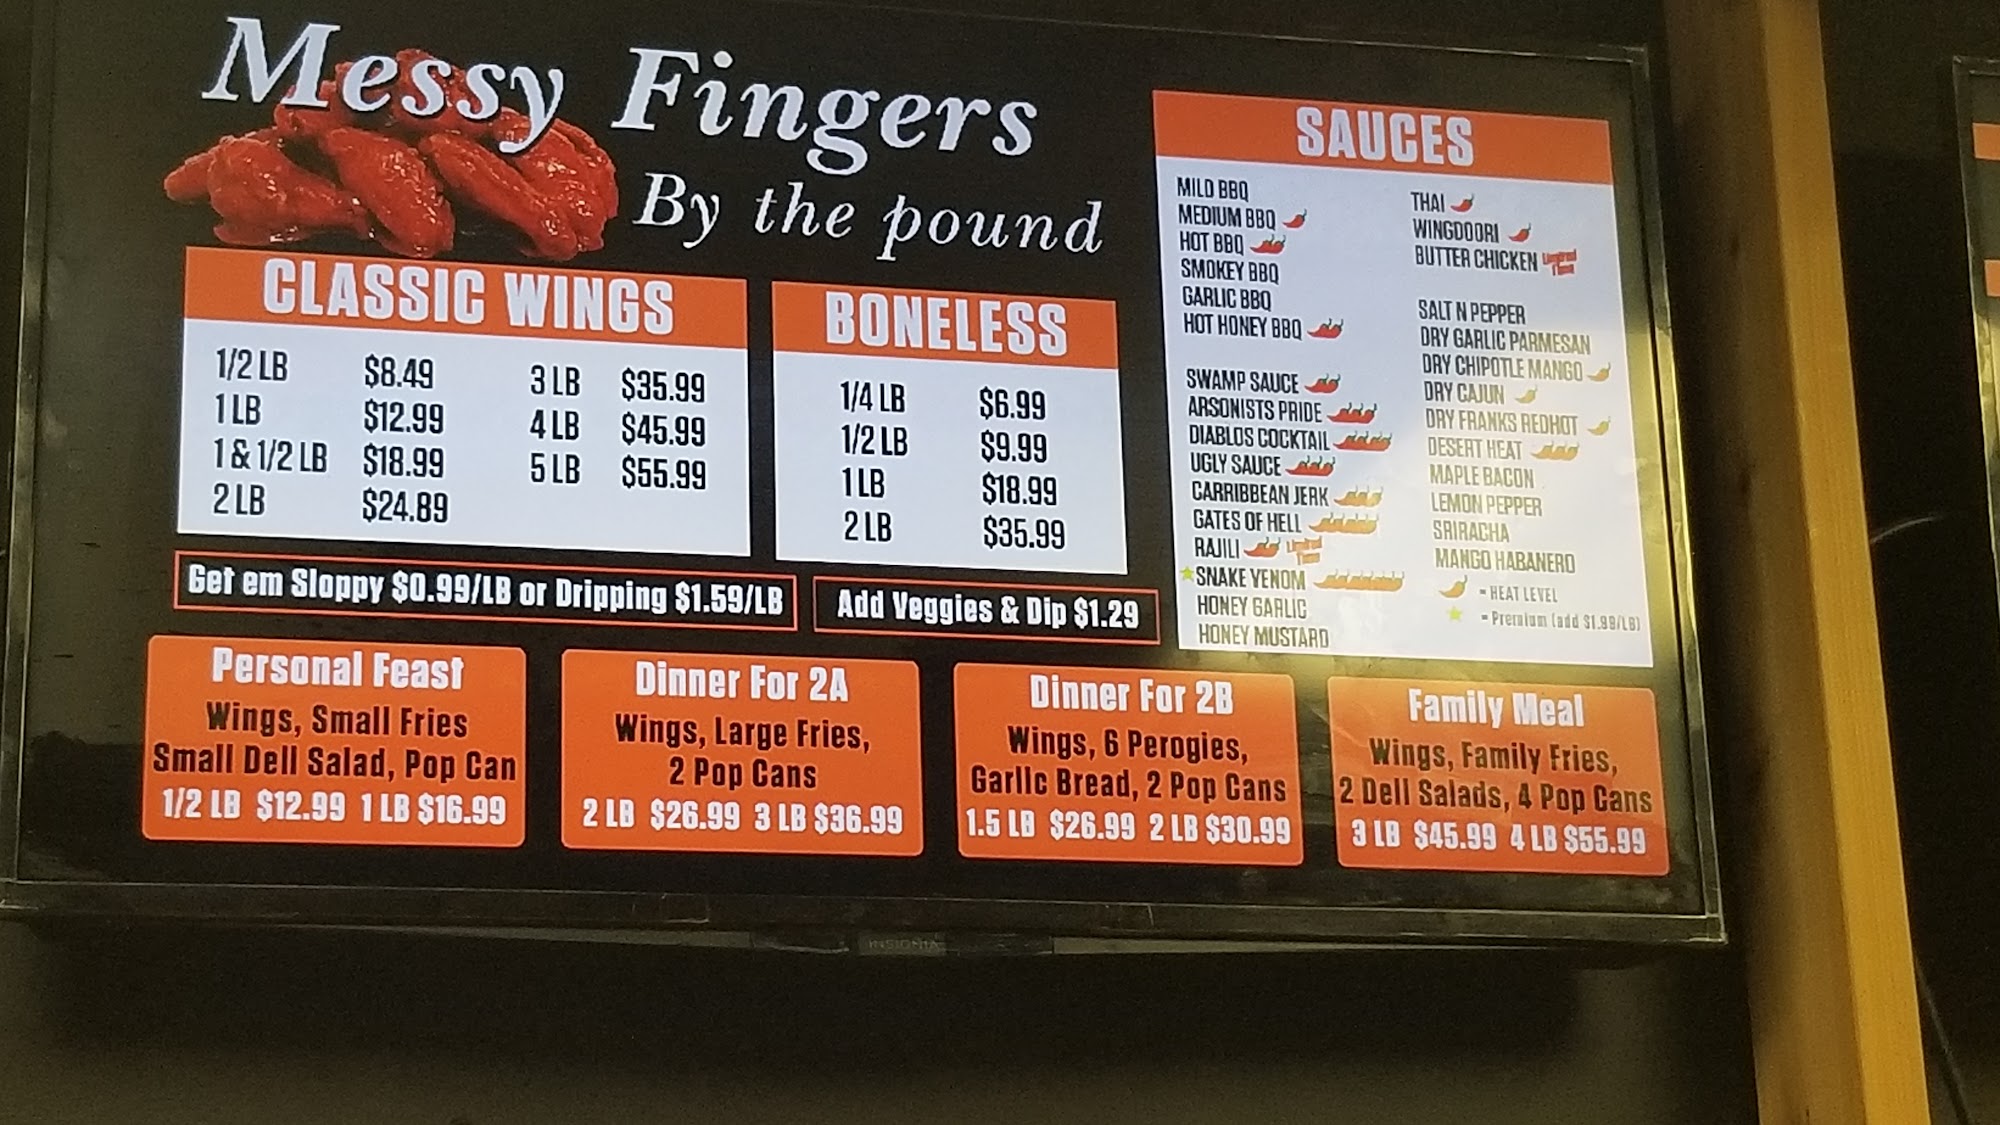 Messy Fingers
By the pound
CLASSIC WINGS
1/2 LB $8.49
1 LB $12.99
1 & 1/2 LB $18.99
2 LB $24.89
3 LB $35.99
4 LB $45.99
5 LB $55.99
BONELESS
1/4 LB $6.99
1/2 LB $9.99
1 LB $18.99
2 LB $35.99
Get em Sloppy $0.99/LB or Dripping $1.59/LB
Add Veggies & Dip $1.29
SAUCES
MILD BBQ
MEDIUM BBQ
HOT BBQ
SMOKEY BBQ
GARLIC BBQ
HOT HONEY BBQ
SWAMP SAUCE
ARSONISTS PRIDE
DIABLOS COCKTAIL
UGLY SAUCE
CARRIBBEAN JERK
GATES OF HELL
RAJILI Limited Time
SNAKE VENOM
HONEY GARLIC
HONEY MUSTARD
THAI
WINGDOORI
BUTTER CHICKEN Limited Time
SALT N PEPPER
DRY GARLIC PARMESAN
DRY CHIPOTLE MANGO
DRY CAJUN
DRY FRANKS REDHOT
DESERT HEAT
MAPLE BACON
LEMON PEPPER
SRIRACHA
MANGO HABANERO
= HEAT LEVEL
= Premium (add $1.99/LB)
Personal Feast
Wings, Small Fries
Small Deli Salad, Pop Can
1/2 LB $12.99 1 LB $16.99
Dinner For 2A
Wings, Large Fries,
2 Pop Cans
2 LB $26.99 3 LB $36.99
Dinner For 2B
Wings, 6 Perogies,
Garlic Bread, 2 Pop Cans
1.5 LB $26.99 2 LB $30.99
Family Meal
Wings, Family Fries,
2 Deli Salads, 4 Pop Cans
3 LB $45.99 4 LB $55.99
INSIGNIA